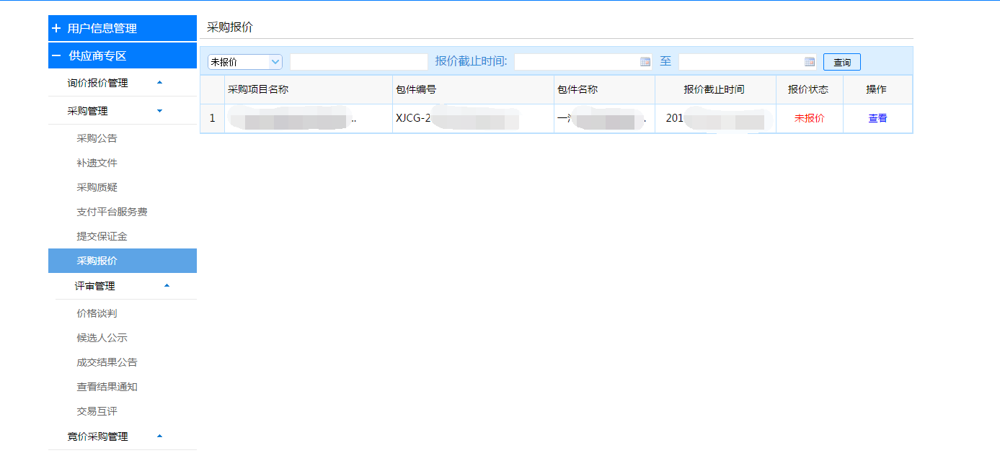 用户信息管理
供应商专区
询价报价管理
采购管理
采购公告
补遗文件
采购质疑
支付平台服务费
提交保证金
采购报价
评审管理
价格谈判
候选人公示
成交结果公告
查看结果通知
交易互评
竞价采购管理
采购报价
未报价 报价截止时间: 至 查询
采购项目名称 包件编号 包件名称 报价截止时间 报价状态 操作
1 .. XJCG-2 一 . 201 未报价 查看